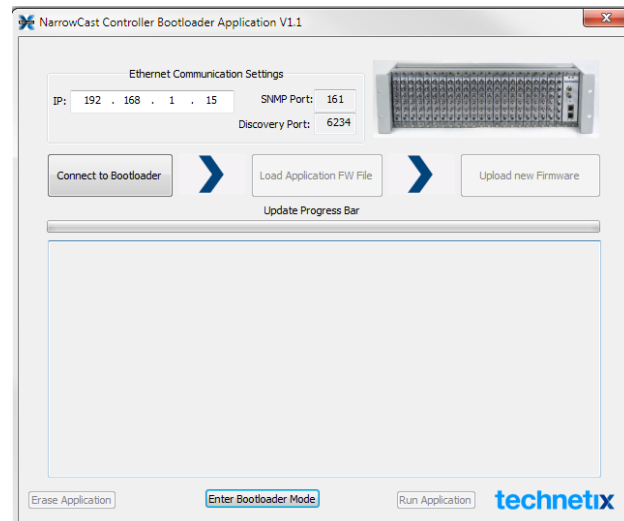 NarrowCast Controller Bootloader Application V1.1
Ethernet Communication Settings
IP: 192 . 168 . 1 . 15 SNMP Port: 161
Discovery Port: 6234
Connect to Bootloader Load Application FW File Upload new Firmware
Update Progress Bar
Erase Application Enter Bootloader Mode Run Application technetix